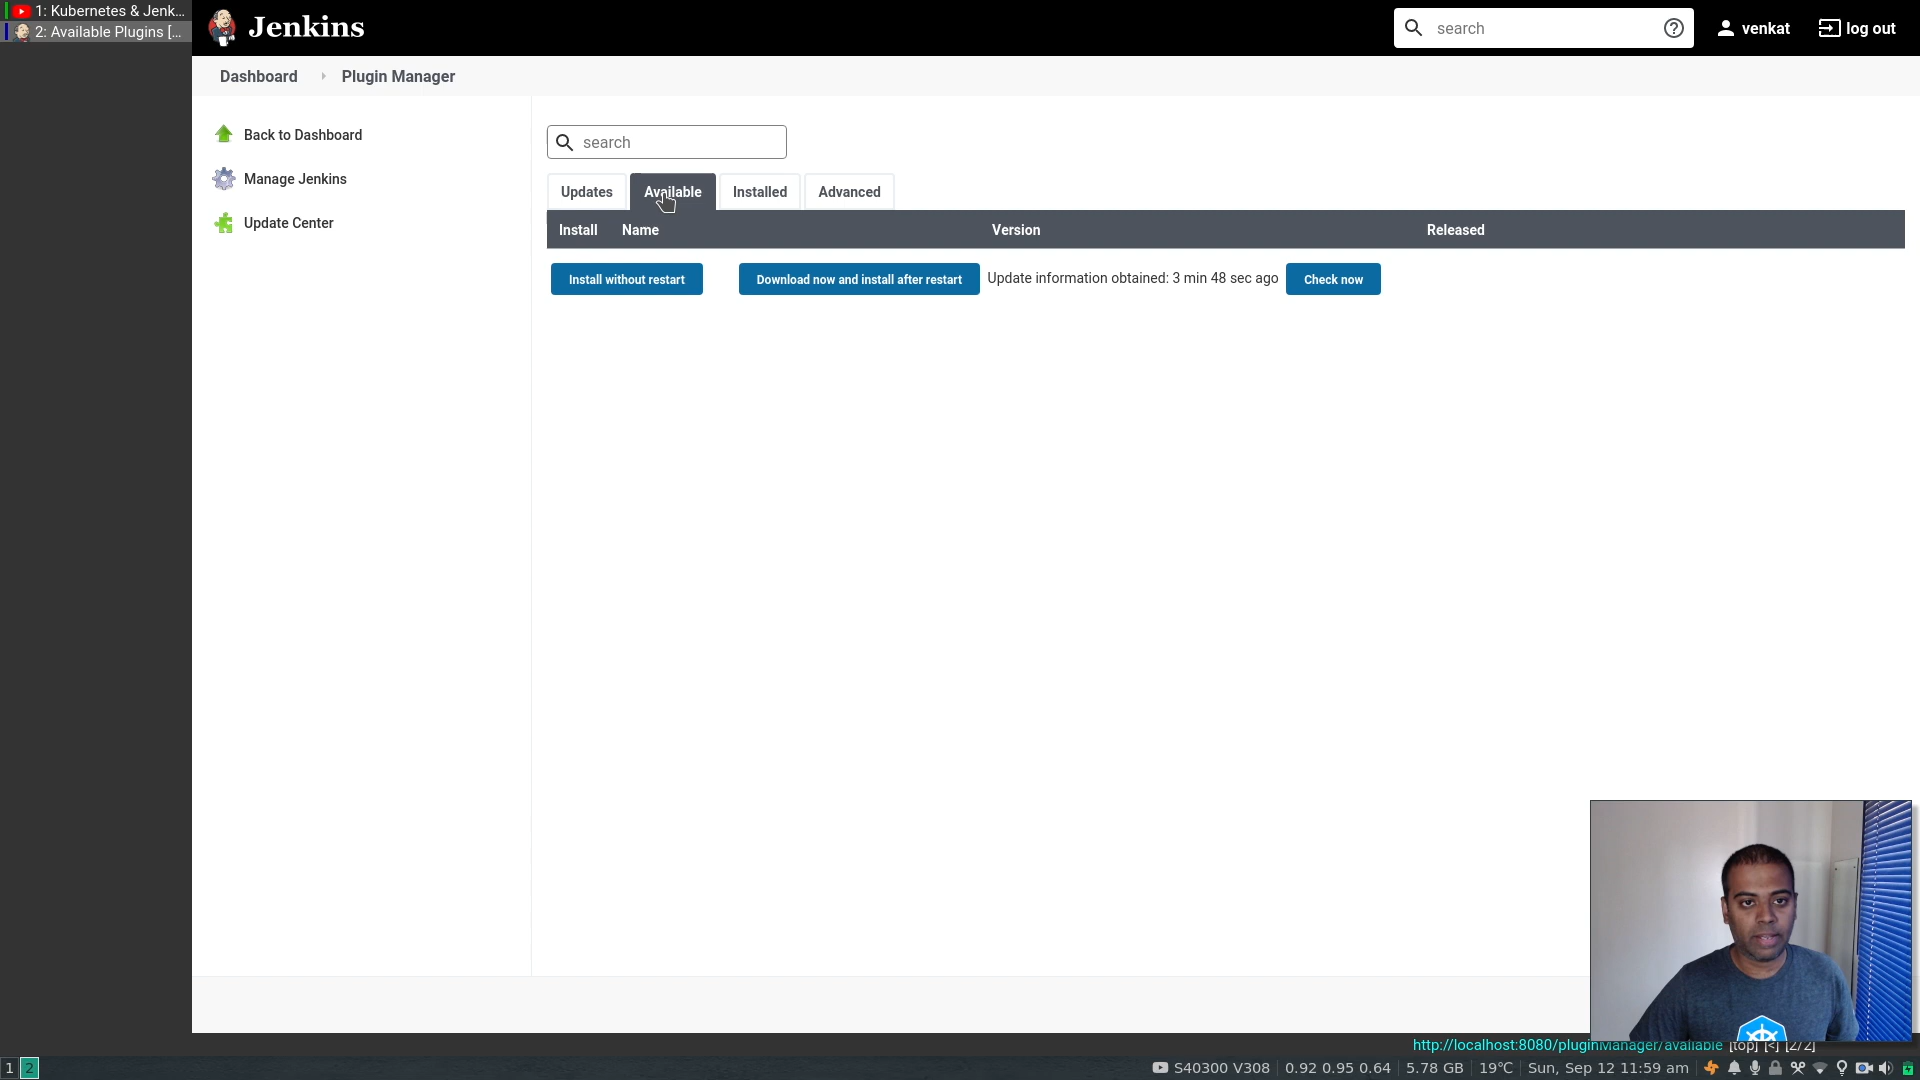 1: Kubernetes & Jenk...
2: Available Plugins [...
Jenkins
search
venkat
log out
Dashboard
Plugin Manager
Back to Dashboard
Manage Jenkins
Update Center
search
Updates
Available
Installed
Advanced
Install
Name
Version
Released
Install without restart
Download now and install after restart
Update information obtained: 3 min 48 sec ago
Check now
http://localhost:8080/pluginManager/available [top] [<] [2/2]
1
2
S40300 V308
0.92 0.95 0.64
5.78 GB
19°C
Sun, Sep 12 11:59 am